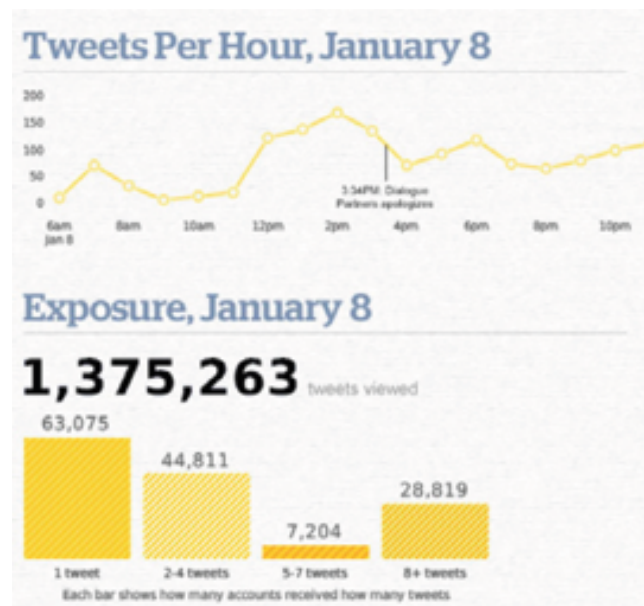 Tweets Per Hour, January 8
200
150
100
50
0
3:34PM: Dialogue
Partners apologizes
6am 8am 10am 12pm 2pm 4pm 6pm 8pm 10pm
Jan 8
Exposure, January 8
1,375,263 tweets viewed
63,075
44,811
7,204
28,819
1 tweet 2-4 tweets 5-7 tweets 8+ tweets
Each bar shows how many accounts received how many tweets